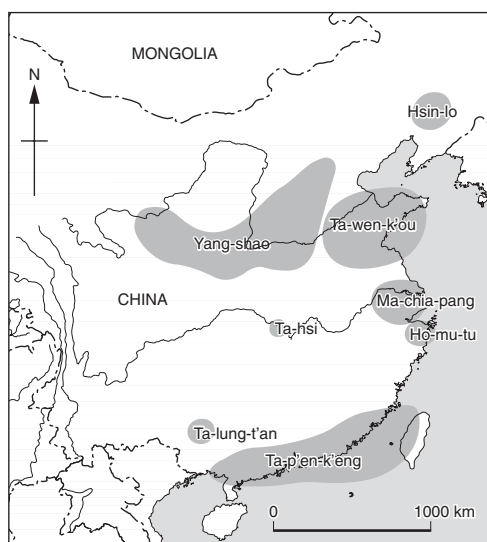 MONGOLIA
N
Hsin-lo
Yang-shao
Ta-wen-k'ou
CHINA
Ma-chia-pang
Ta-hsi
Ho-mu-tu
Ta-lung-t'an
Ta-p'en-k'eng
0 1000 km